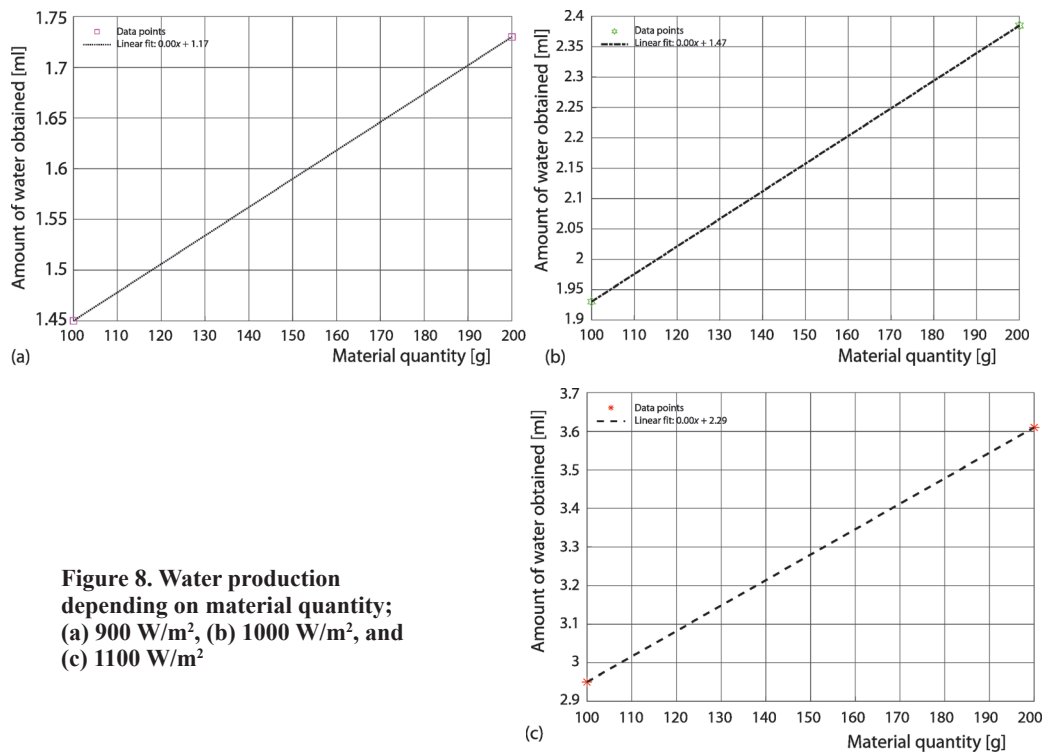 1.75
1.7
1.65
1.6
1.55
1.5
1.45
Amount of water obtained [ml]
Data points
Linear fit: 0.00x + 1.17
100 110 120 130 140 150 160 170 180 190 200
Material quantity [g]
(a)
2.4
2.35
2.3
2.25
2.2
2.15
2.1
2.05
2
1.95
1.9
Amount of water obtained [ml]
Data points
Linear fit: 0.00x + 1.47
100 110 120 130 140 150 160 170 180 190 200
Material quantity [g]
(b)
3.7
3.6
3.5
3.4
3.3
3.2
3.1
3
2.9
Amount of water obtained [ml]
Data points
Linear fit: 0.00x + 2.29
100 110 120 130 140 150 160 170 180 190 200
Material quantity [g]
(c)
Figure 8. Water production
depending on material quantity;
(a) 900 W/m², (b) 1000 W/m², and
(c) 1100 W/m²